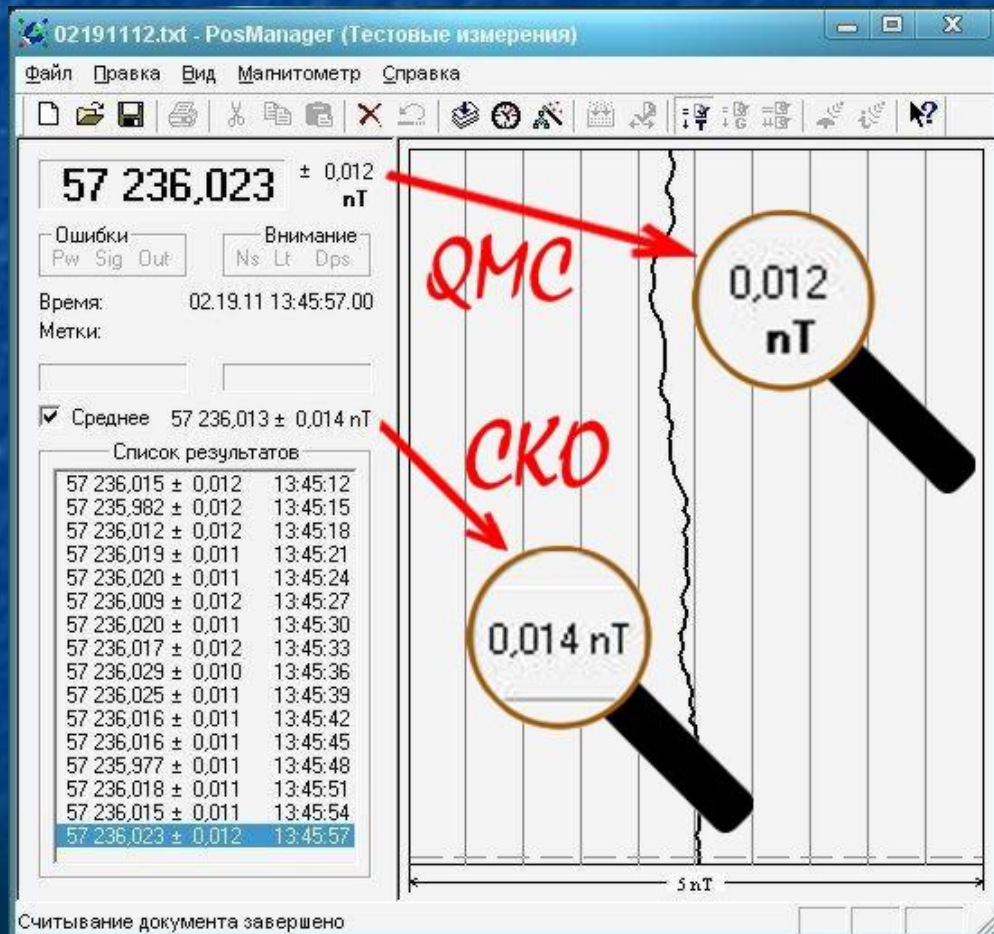 02191112.txt - PosManager (Тестовые измерения)
Файл Правка Вид Магнитометр Справка
57 236,023 ± 0,012 nT
Ошибки
Pw Sig Out
Внимание
Ns Lt Dps
Время: 02.19.11 13:45:57.00
Метки:
Среднее 57 236,013 ± 0,014 nT
Список результатов
57 236,015 ± 0,012 13:45:12
57 235,982 ± 0,012 13:45:15
57 236,012 ± 0,012 13:45:18
57 236,019 ± 0,011 13:45:21
57 236,020 ± 0,011 13:45:24
57 236,009 ± 0,012 13:45:27
57 236,020 ± 0,011 13:45:30
57 236,017 ± 0,012 13:45:33
57 236,029 ± 0,010 13:45:36
57 236,025 ± 0,011 13:45:39
57 236,016 ± 0,011 13:45:42
57 236,016 ± 0,011 13:45:45
57 235,977 ± 0,011 13:45:48
57 236,018 ± 0,011 13:45:51
57 236,015 ± 0,011 13:45:54
57 236,023 ± 0,012 13:45:57
QMC
0,012
nT
СКО
0,014 nT
5 nT
Считывание документа завершено